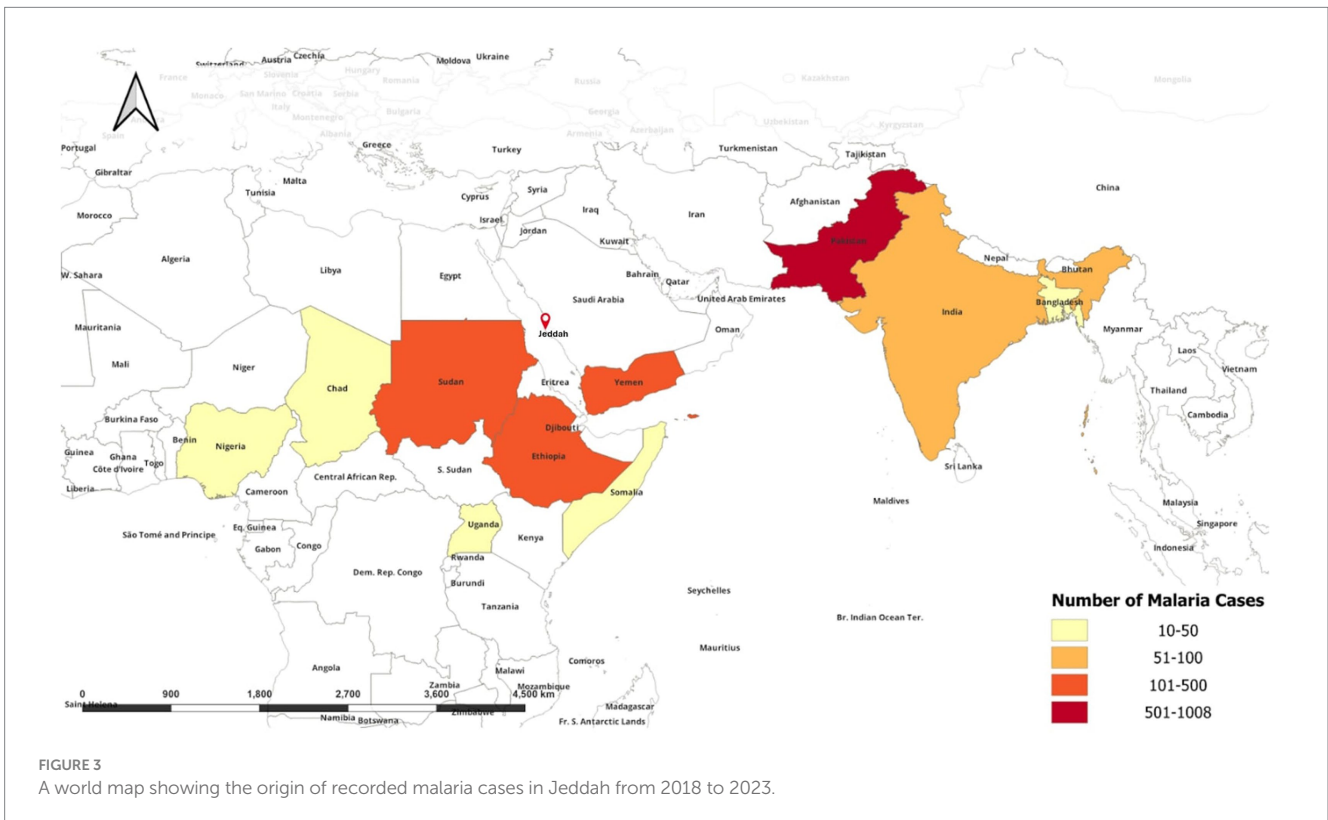 Switzerland
Austria
Czechia
Moldova
Ukraine
France
Slovenia
Hungary
Romania
Russia
Kazakhstan
Mongolia
Monaco
San Marino
Croatia
Serbia
Italy
Montenegro
Bulgaria
Georgia
Uzbekistan
Kyrgyzstan
Spain
Albania
Armenia
Azerbaijan
Portugal
Greece
Turkey
Turkmenistan
Tajikistan
Gibraltar
Malta
Tunisia
Cyprus
Syria
Afghanistan
China
Morocco
Israel
Iraq
Iran
Jordan
Kuwait
Pakistan
Algeria
Libya
Egypt
Nepal
Bhutan
W. Sahara
Bahrain
Qatar
Saudi Arabia
United Arab Emirates
Bangladesh
India
Mauritania
Jeddah
Oman
Myanmar
Mali
Niger
Laos
Chad
Sudan
Eritrea
Yemen
Vietnam
Thailand
Burkina Faso
Djibouti
Cambodia
Nigeria
Benin
Guinea
Ghana
Togo
Côte d'Ivoire
Ethiopia
S. Sudan
Sri Lanka
Central African Rep.
Liberia
Cameroon
Somalia
Maldives
Malaysia
Uganda
Singapore
São Tomé and Principe
Eq. Guinea
Kenya
Gabon
Congo
Indonesia
Rwanda
Dem. Rep. Congo
Burundi
Seychelles
Tanzania
Br. Indian Ocean Ter.
Mauritius
Angola
Malawi
Comoros
Zambia
Mozambique
Saint Helena
Madagascar
Zimbabwe
Namibia
Botswana
Fr. S. Antarctic Lands
0 900 1,800 2,700 3,600 4,500 km
Number of Malaria Cases
10-50
51-100
101-500
501-1008
FIGURE 3
A world map showing the origin of recorded malaria cases in Jeddah from 2018 to 2023.